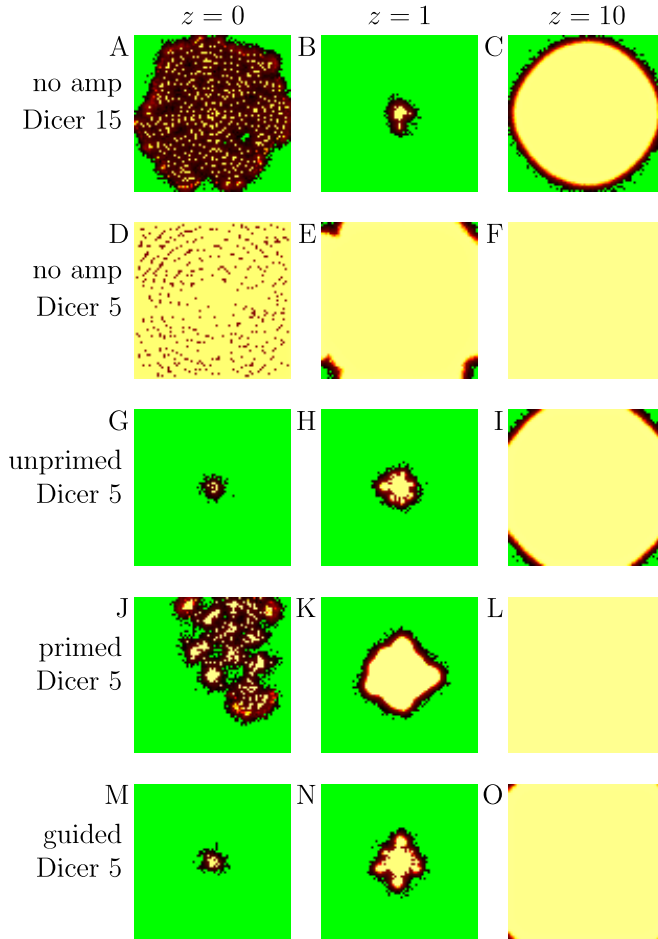 z = 0 z = 1 z = 10
A B C
no amp
Dicer 15
D E F
no amp
Dicer 5
G H I
unprimed
Dicer 5
J K L
primed
Dicer 5
M N O
guided
Dicer 5